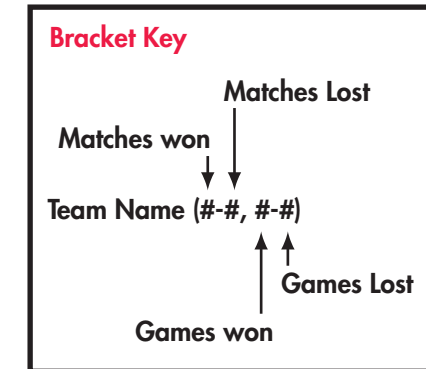 Bracket Key
Matches Lost
Matches won
Team Name (#-#, #-#)
Games Lost
Games won